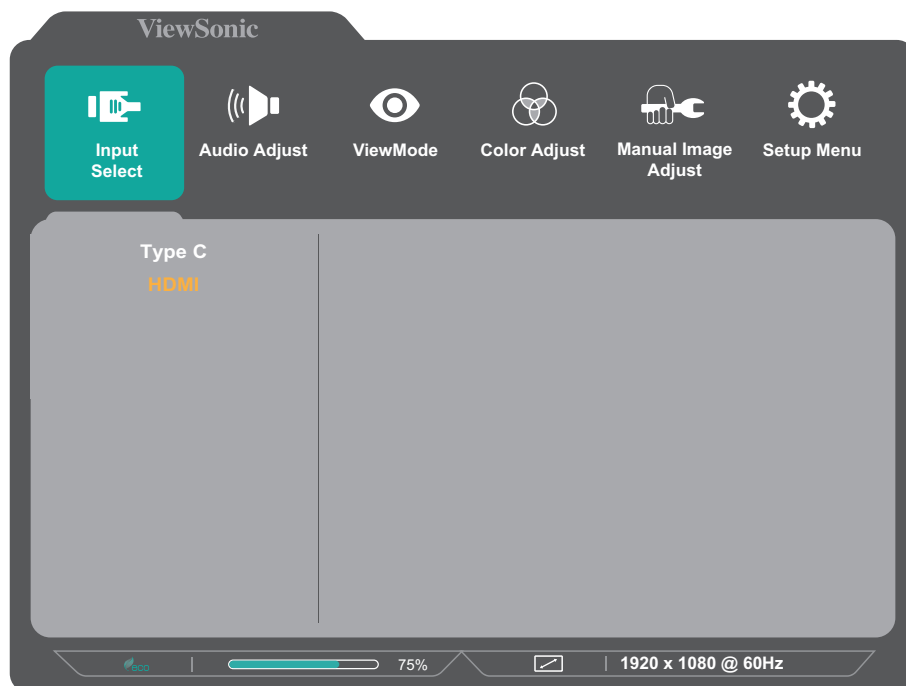 ViewSonic
Input
Select
Audio Adjust
ViewMode
Color Adjust
Manual Image
Adjust
Setup Menu
Type C
HDMI
eco
75%
1920 x 1080 @ 60Hz